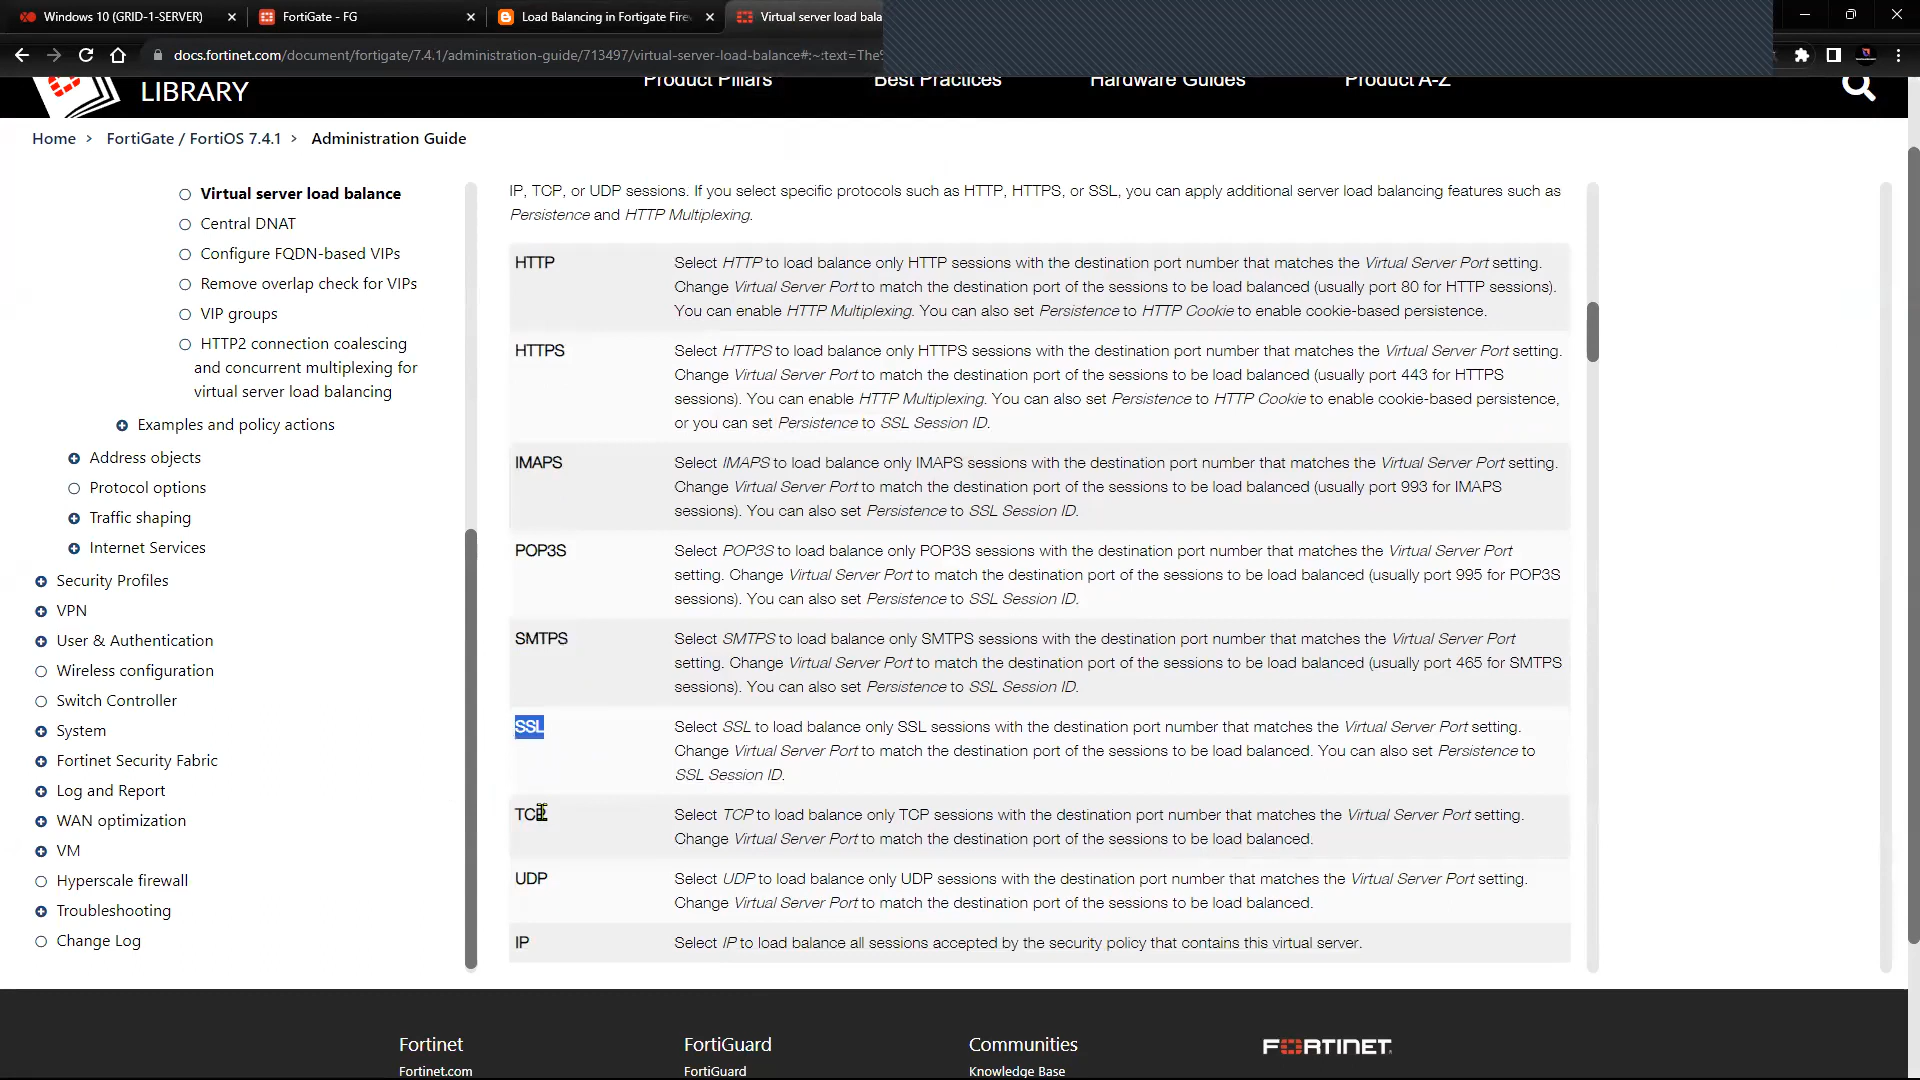 Windows 10 (GRID-1-SERVER)
FortiGate - FG
Load Balancing in Fortigate Fire
Virtual server load bala
docs.fortinet.com/document/fortigate/7.4.1/administration-guide/713497/virtual-server-load-balance#:~:text=The%
LIBRARY
Product Pillars
Best Practices
Hardware Guides
Product A-Z
Home > FortiGate / FortiOS 7.4.1 > Administration Guide
Virtual server load balance
Central DNAT
Configure FQDN-based VIPs
Remove overlap check for VIPs
VIP groups
HTTP2 connection coalescing
and concurrent multiplexing for
virtual server load balancing
Examples and policy actions
Address objects
Protocol options
Traffic shaping
Internet Services
Security Profiles
VPN
User & Authentication
Wireless configuration
Switch Controller
System
Fortinet Security Fabric
Log and Report
WAN optimization
VM
Hyperscale firewall
Troubleshooting
Change Log
IP, TCP, or UDP sessions. If you select specific protocols such as HTTP, HTTPS, or SSL, you can apply additional server load balancing features such as
Persistence and HTTP Multiplexing.
HTTP
Select HTTP to load balance only HTTP sessions with the destination port number that matches the Virtual Server Port setting.
Change Virtual Server Port to match the destination port of the sessions to be load balanced (usually port 80 for HTTP sessions).
You can enable HTTP Multiplexing. You can also set Persistence to HTTP Cookie to enable cookie-based persistence.
HTTPS
Select HTTPS to load balance only HTTPS sessions with the destination port number that matches the Virtual Server Port setting.
Change Virtual Server Port to match the destination port of the sessions to be load balanced (usually port 443 for HTTPS
sessions). You can enable HTTP Multiplexing. You can also set Persistence to HTTP Cookie to enable cookie-based persistence,
or you can set Persistence to SSL Session ID.
IMAPS
Select IMAPS to load balance only IMAPS sessions with the destination port number that matches the Virtual Server Port setting.
Change Virtual Server Port to match the destination port of the sessions to be load balanced (usually port 993 for IMAPS
sessions). You can also set Persistence to SSL Session ID.
POP3S
Select POP3S to load balance only POP3S sessions with the destination port number that matches the Virtual Server Port
setting. Change Virtual Server Port to match the destination port of the sessions to be load balanced (usually port 995 for POP3S
sessions). You can also set Persistence to SSL Session ID.
SMTPS
Select SMTPS to load balance only SMTPS sessions with the destination port number that matches the Virtual Server Port
setting. Change Virtual Server Port to match the destination port of the sessions to be load balanced (usually port 465 for SMTPS
sessions). You can also set Persistence to SSL Session ID.
SSL
Select SSL to load balance only SSL sessions with the destination port number that matches the Virtual Server Port setting.
Change Virtual Server Port to match the destination port of the sessions to be load balanced. You can also set Persistence to
SSL Session ID.
TCP
Select TCP to load balance only TCP sessions with the destination port number that matches the Virtual Server Port setting.
Change Virtual Server Port to match the destination port of the sessions to be load balanced.
UDP
Select UDP to load balance only UDP sessions with the destination port number that matches the Virtual Server Port setting.
Change Virtual Server Port to match the destination port of the sessions to be load balanced.
IP
Select IP to load balance all sessions accepted by the security policy that contains this virtual server.
Fortinet
FortiGuard
Communities
FORTINET
Fortinet.com
FortiGuard
Knowledge Base